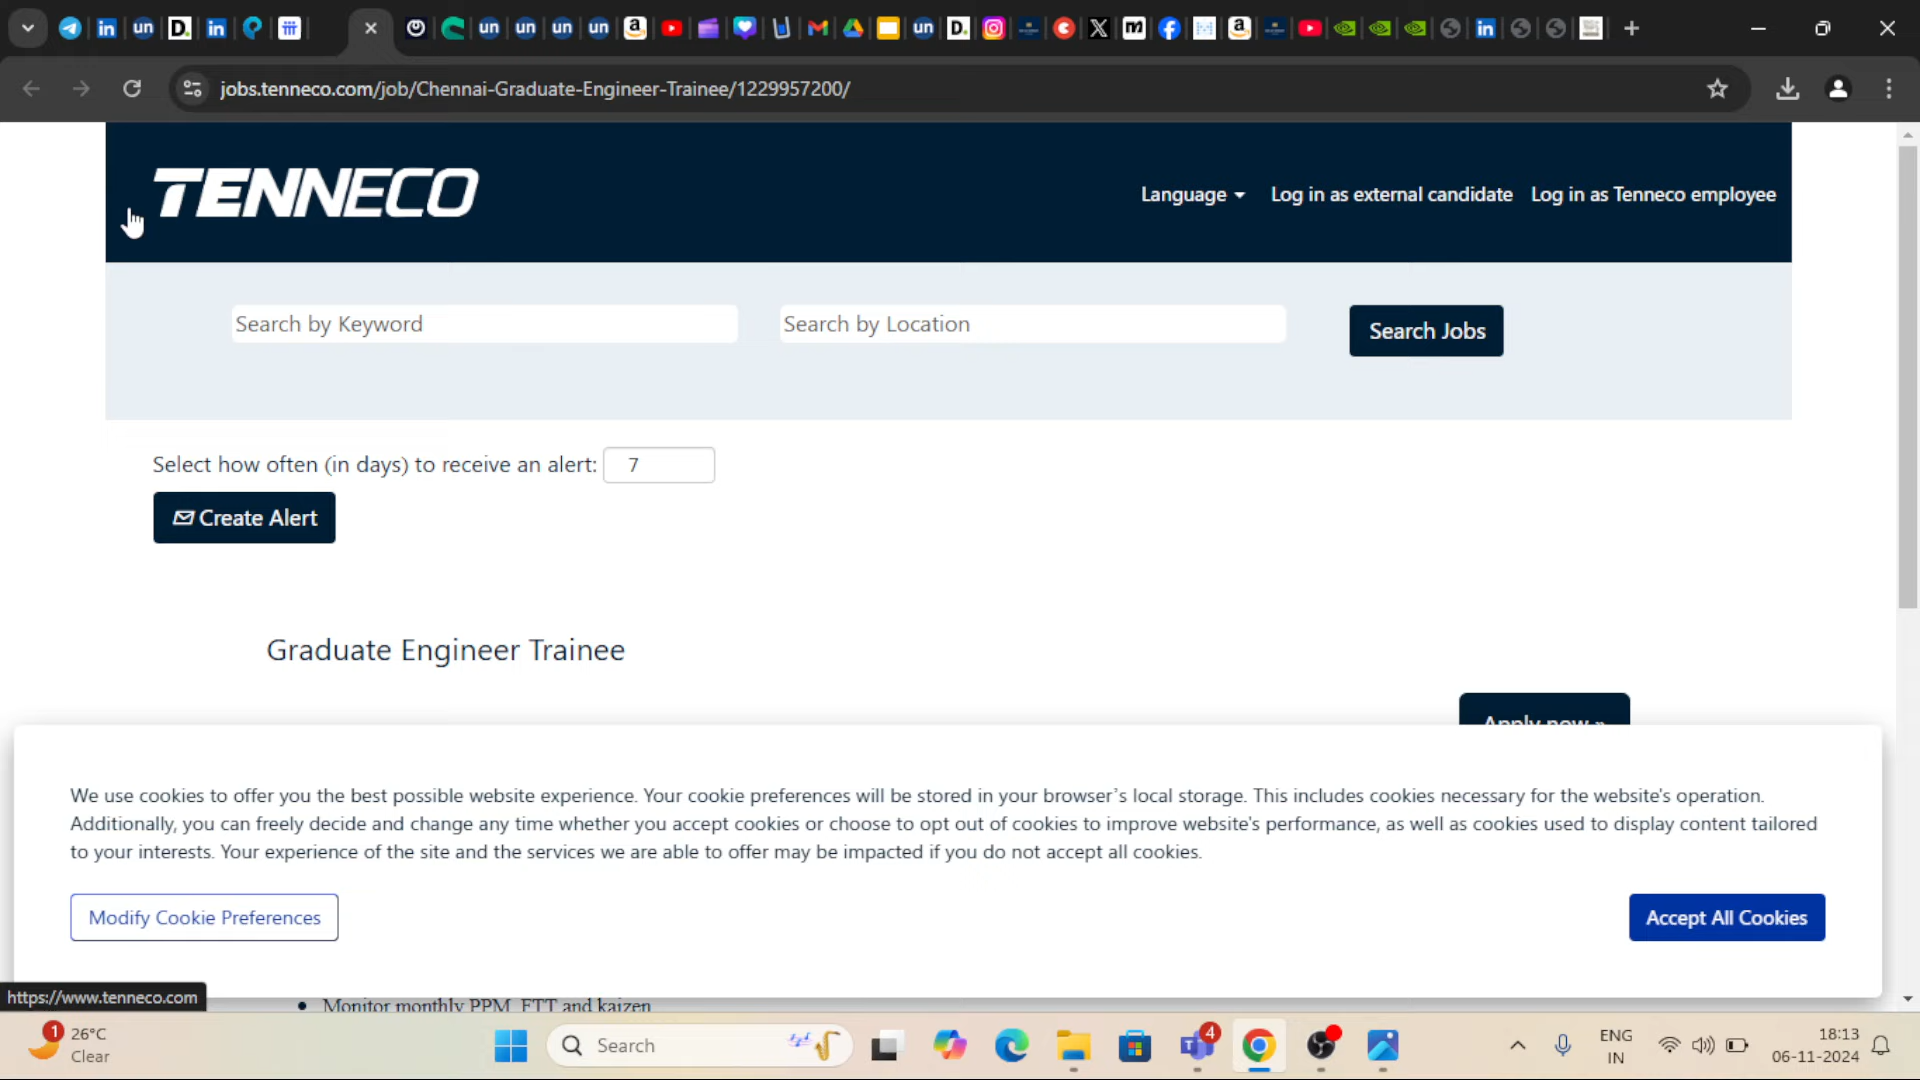 jobs.tenneco.com/job/Chennai-Graduate-Engineer-Trainee/1229957200/
TENNECO
Language
Log in as external candidate
Log in as Tenneco employee
Search by Keyword
Search by Location
Search Jobs
Select how often (in days) to receive an alert:
7
Create Alert
Graduate Engineer Trainee
Apply now »
We use cookies to offer you the best possible website experience. Your cookie preferences will be stored in your browser's local storage. This includes cookies necessary for the website's operation.
Additionally, you can freely decide and change any time whether you accept cookies or choose to opt out of cookies to improve website's performance, as well as cookies used to display content tailored
to your interests. Your experience of the site and the services we are able to offer may be impacted if you do not accept all cookies.
Modify Cookie Preferences
Accept All Cookies
https://www.tenneco.com
Monitor monthly PPM, FTT and kaizen
1
26°C
Clear
Search
4
ENG
IN
18:13
06-11-2024